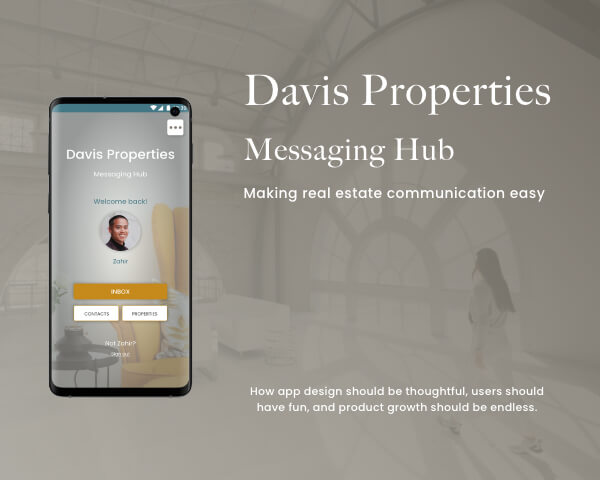 Davis Properties
Messaging Hub
Making real estate communication easy
Davis Properties
Messaging Hub
Welcome back!
Zahir
INBOX
CONTACTS PROPERTIES
Not Zahir?
Sign out
How app design should be thoughtful, users should
have fun, and product growth should be endless.